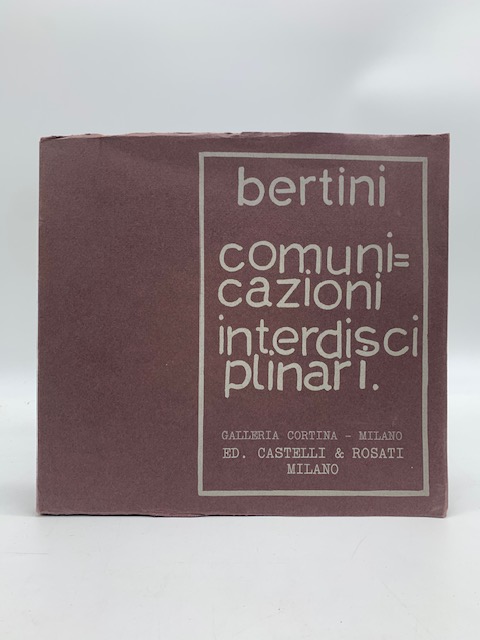 bertini
comuni=
cazioni
interdisci
plinari.
GALLERIA CORTINA - MILANO
ED. CASTELLI & ROSATI
MILANO